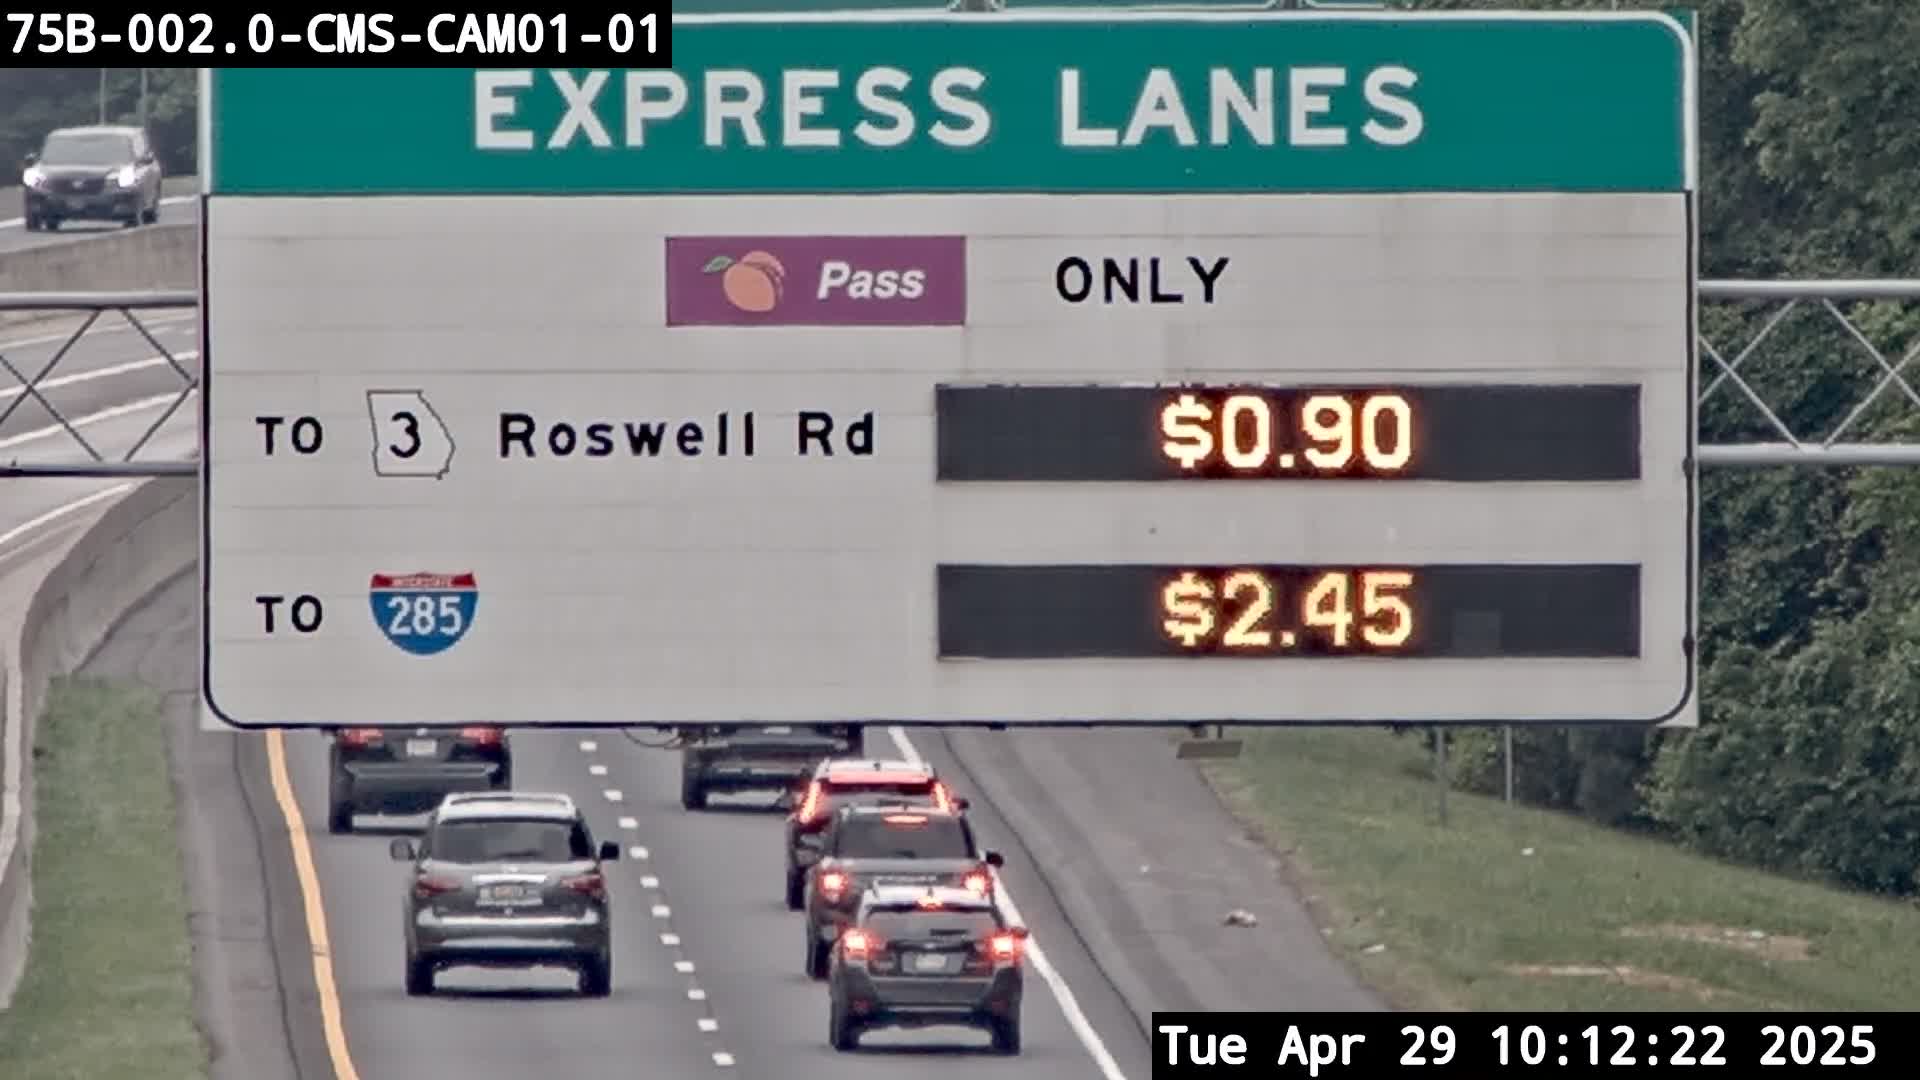 75B-002.0-CMS-CAM01-01
EXPRESS LANES
Pass ONLY
TO 3 Roswell Rd $0.90
INTERSTATE
TO 285 $2.45
Tue Apr 29 10:12:22 2025